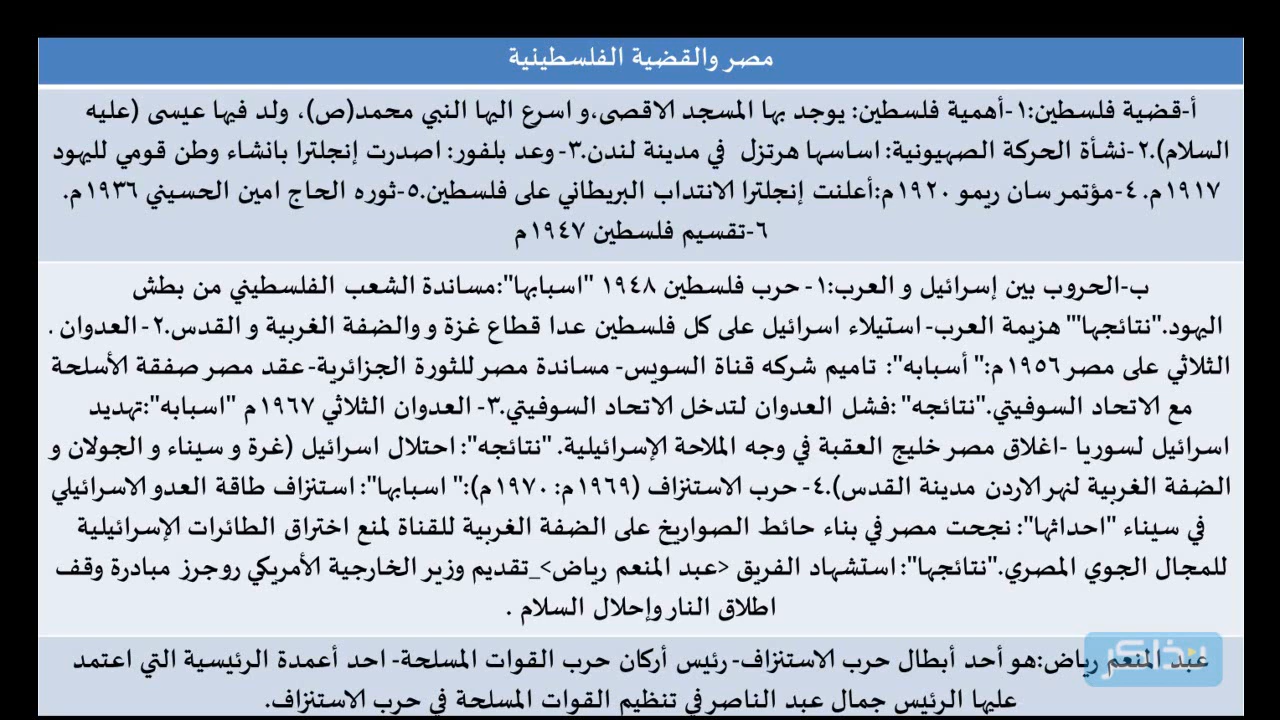 مصر والقضية الفلسطينية
أ-قضية فلسطين:١-أهمية فلسطين: يوجد بها المسجد الاقصى،و اسرع اليها النبي محمد(ص)، ولد فيها عيسى (عليه
السلام).٢-نشأة الحركة الصهيونية: اساسها هرتزل في مدينة لندن.٣-وعد بلفور: اصدرت إنجلترا بانشاء وطن قومي لليهود
١٩١٧م. ٤-مؤتمر سان ريمو ١٩٢٠م:أعلنت إنجلترا الانتداب البريطاني على فلسطين.٥-ثوره الحاج امين الحسيني ١٩٣٦م.
٦-تقسيم فلسطين ١٩٤٧م
ب-الحروب بين إسرائيل و العرب:١- حرب فلسطين ١٩٤٨ "اسبابها":مساندة الشعب الفلسطيني من بطش
اليهود."نتائجها"" هزيمة العرب- استيلاء اسرائيل على كل فلسطين عدا قطاع غزة و والضفة الغربية و القدس.٢- العدوان .
الثلاثي على مصر ١٩٥٦م:" أسبابه": تاميم شركه قناة السويس- مساندة مصر للثورة الجزائرية- عقد مصر صفقة الأسلحة
مع الاتحاد السوفيتي."نتائجه" :فشل العدوان لتدخل الاتحاد السوفيتي.٣- العدوان الثلاثي ١٩٦٧م "اسبابه":تهديد
اسرائيل لسوريا -اغلاق مصر خليج العقبة في وجه الملاحة الإسرائيلية. "نتائجه": احتلال اسرائيل (غزة و سيناء و الجولان و
الضفة الغربية لنهر الاردن مدينة القدس).٤- حرب الاستنزاف (١٩٦٩م: ١٩٧٠م):" اسبابها": استنزاف طاقة العدو الاسرائيلي
في سيناء "احداثها": نجحت مصر في بناء حائط الصواريخ على الضفة الغربية للقناة لمنع اختراق الطائرات الإسرائيلية
للمجال الجوي المصري."نتائجها": استشهاد الفريق <عبد المنعم رياض>_تقديم وزير الخارجية الأمريكي روجرز مبادرة وقف
اطلاق النار وإحلال السلام .
عبد المنعم رياض:هو أحد أبطال حرب الاستنزاف- رئيس أركان حرب القوات المسلحة- احد أعمدة الرئيسية التي اعتمد
عليها الرئيس جمال عبد الناصر في تنظيم القوات المسلحة في حرب الاستنزاف.
ذاكر